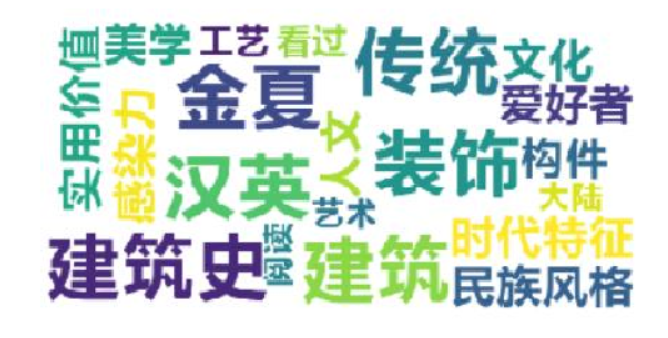 实用价值
美学
工艺
看过
传统
文化
金夏
爱好者
感染力
人文
汉英
装饰
构件
大陆
艺术
时代特征
建筑史
阅读
建筑
民族风格